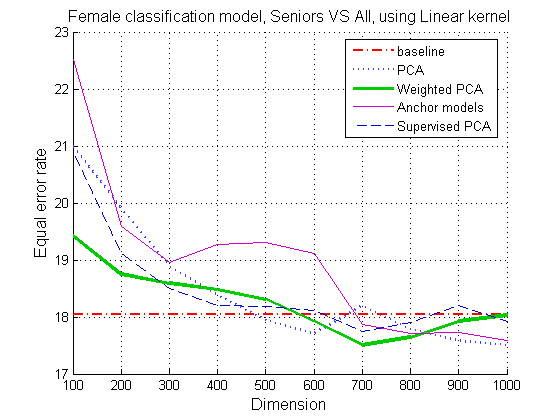 Female classification model, Seniors VS All, using Linear kernel
23
22
21
20
19
18
17
Equal error rate
baseline
PCA
Weighted PCA
Anchor models
Supervised PCA
100 200 300 400 500 600 700 800 900 1000
Dimension